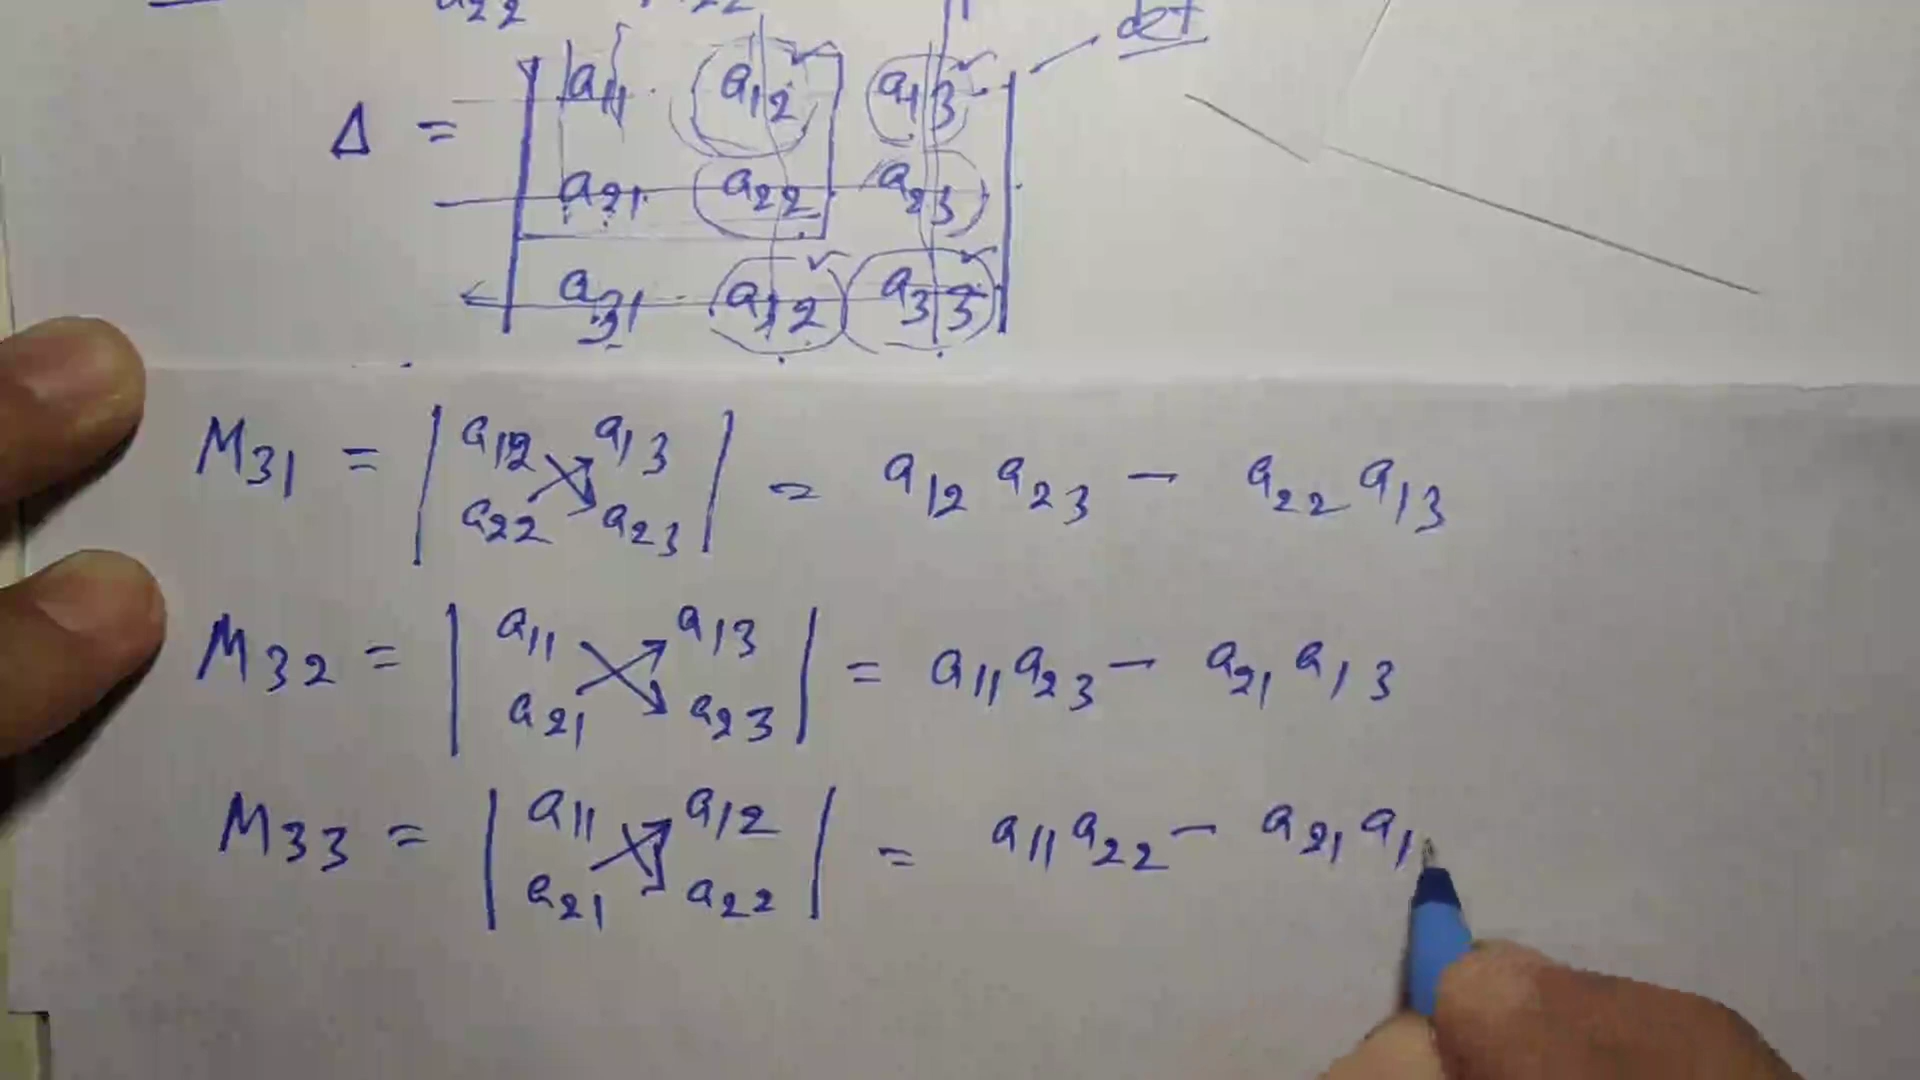 a22
det
Δ = | a11 a12 a13 |
| a21 a22 a23 |
| a31 a32 a33 |
M31 = | a12 a13 | = a12 a23 − a22 a13
| a22 a23 |
M32 = | a11 a13 | = a11 a23 − a21 a13
| a21 a23 |
M33 = | a11 a12 | = a11 a22 − a21 a1
| a21 a22 |